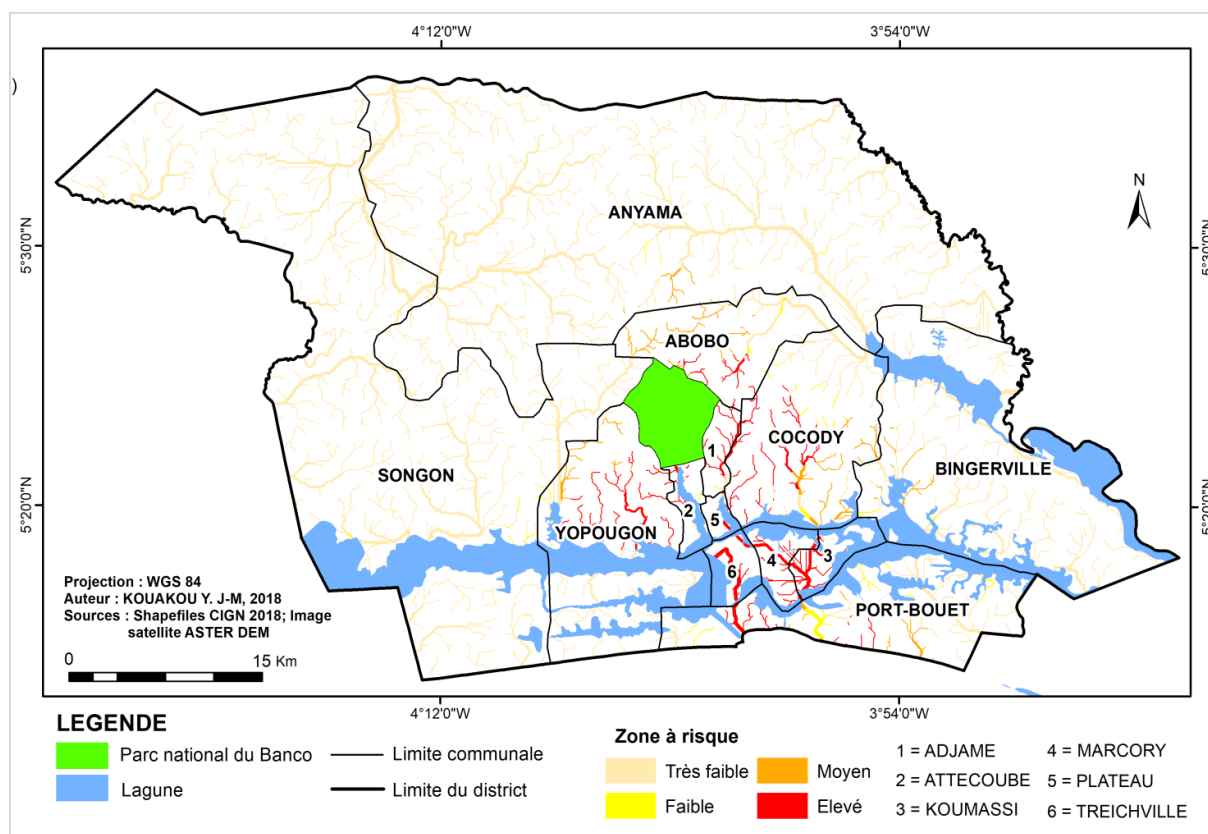 )
4°12'0"W 3°54'0"W
N
ANYAMA
5°30'0"N 5°30'0"N
ABOBO
1 COCODY
SONGON BINGERVILLE
5°20'0"N 5°20'0"N
2 5
YOPOUGON 3
6 4
Projection : WGS 84
Auteur : KOUAKOU Y. J-M, 2018
Sources : Shapefiles CIGN 2018; Image
satellite ASTER DEM
PORT-BOUET
0 15 Km
4°12'0"W 3°54'0"W
LEGENDE
Parc national du Banco
Lagune
Limite communale
Limite du district
Zone à risque
Très faible
Faible
Moyen
Elevé
1 = ADJAME
2 = ATTECOUBE
3 = KOUMASSI
4 = MARCORY
5 = PLATEAU
6 = TREICHVILLE